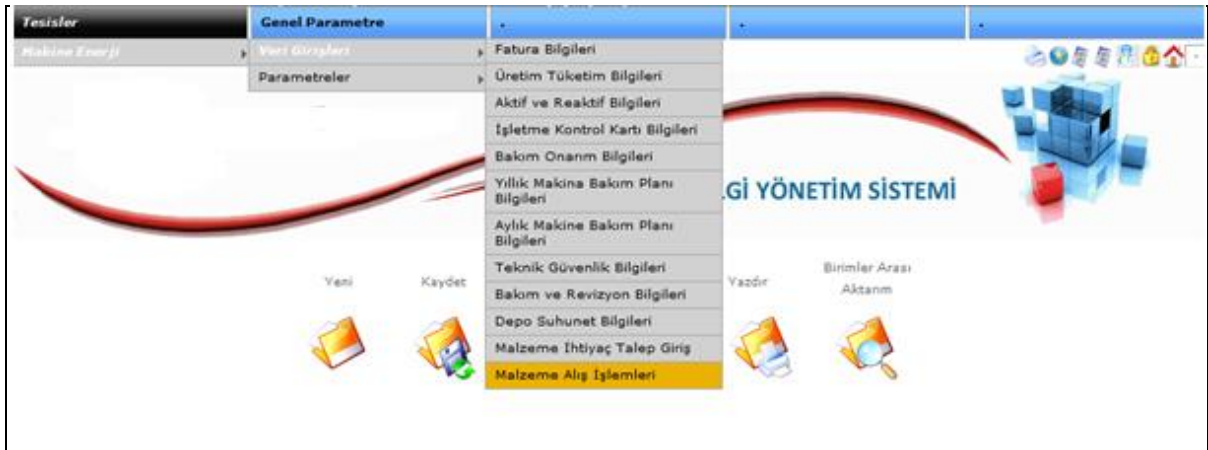 Tesisler
Genel Parametre
.
.
.
Makine Enerji
Veri Girişleri
Parametreler
Fatura Bilgileri
Üretim Tüketim Bilgileri
Aktif ve Reaktif Bilgileri
İşletme Kontrol Kartı Bilgileri
Bakım Onarım Bilgileri
Yıllık Makina Bakım Planı
Bilgileri
Aylık Makine Bakım Planı
Bilgileri
Teknik Güvenlik Bilgileri
Bakım ve Revizyon Bilgileri
Depo Suhunet Bilgileri
Malzeme İhtiyaç Talep Giriş
Malzeme Alış İşlemleri
LGİ YÖNETİM SİSTEMİ
Yeni
Kaydet
Yazdır
Birimler Arası
Aktarım